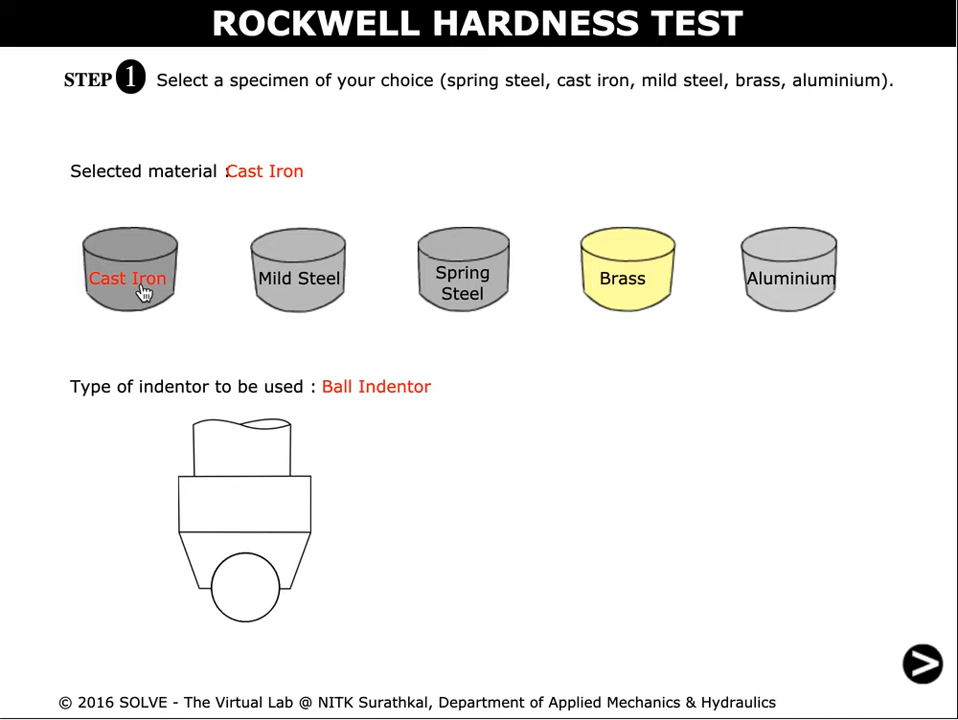 ROCKWELL HARDNESS TEST
STEP 1 Select a specimen of your choice (spring steel, cast iron, mild steel, brass, aluminium).
Selected material : Cast Iron
Cast Iron
Mild Steel
Spring
Steel
Brass
Aluminium
Type of indentor to be used : Ball Indentor
>
© 2016 SOLVE - The Virtual Lab @ NITK Surathkal, Department of Applied Mechanics & Hydraulics